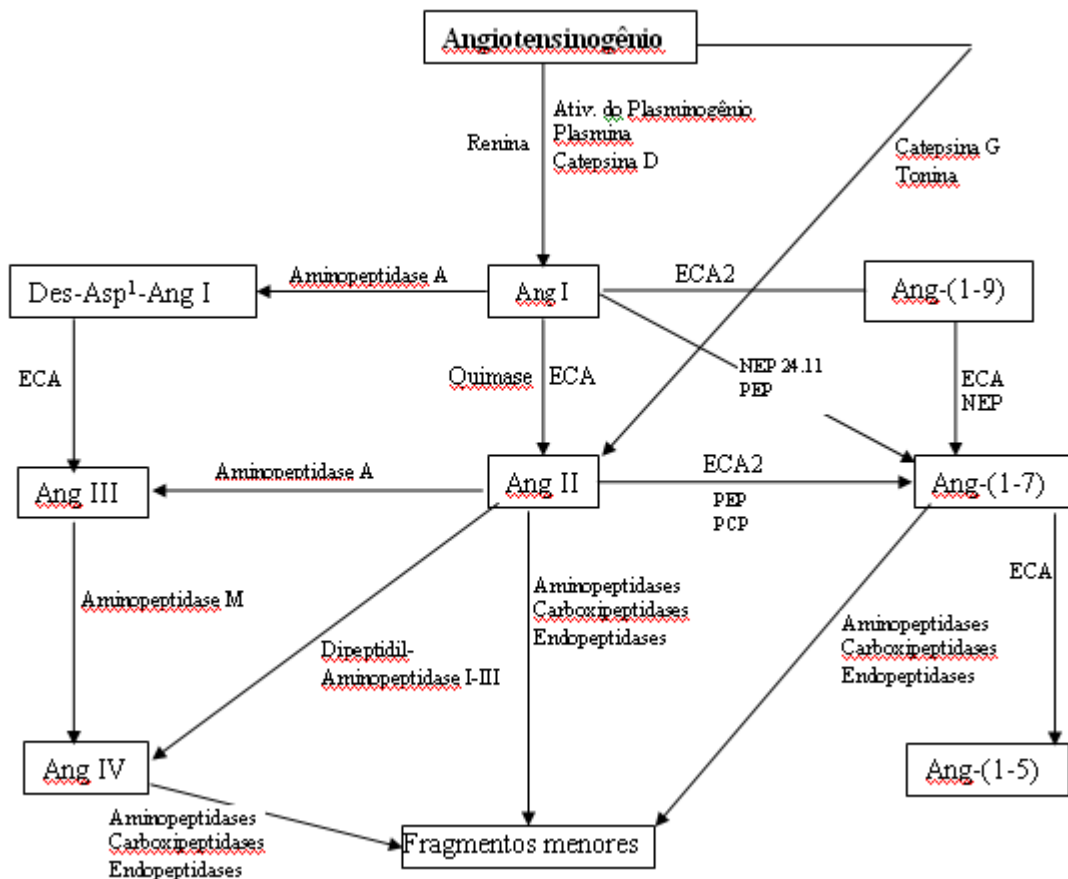 Angiotensinogênio
Renina
Ativ. do Plasminogênio
Plasmina
Catepsina D
Catepsina G
Tonina
Des-Asp¹-Ang I
Aminopeptidase A
Ang I
ECA2
Ang-(1-9)
ECA
Quimase
ECA
NEP 24.11
PEP
ECA
NEP
Ang III
Aminopeptidase A
Ang II
ECA2
PEP
PCP
Ang-(1-7)
Aminopeptidase M
Dipeptidil-
Aminopeptidase I-III
Aminopeptidases
Carboxipeptidases
Endopeptidases
Aminopeptidases
Carboxipeptidases
Endopeptidases
ECA
Ang IV
Ang-(1-5)
Aminopeptidases
Carboxipeptidases
Endopeptidases
Fragmentos menores